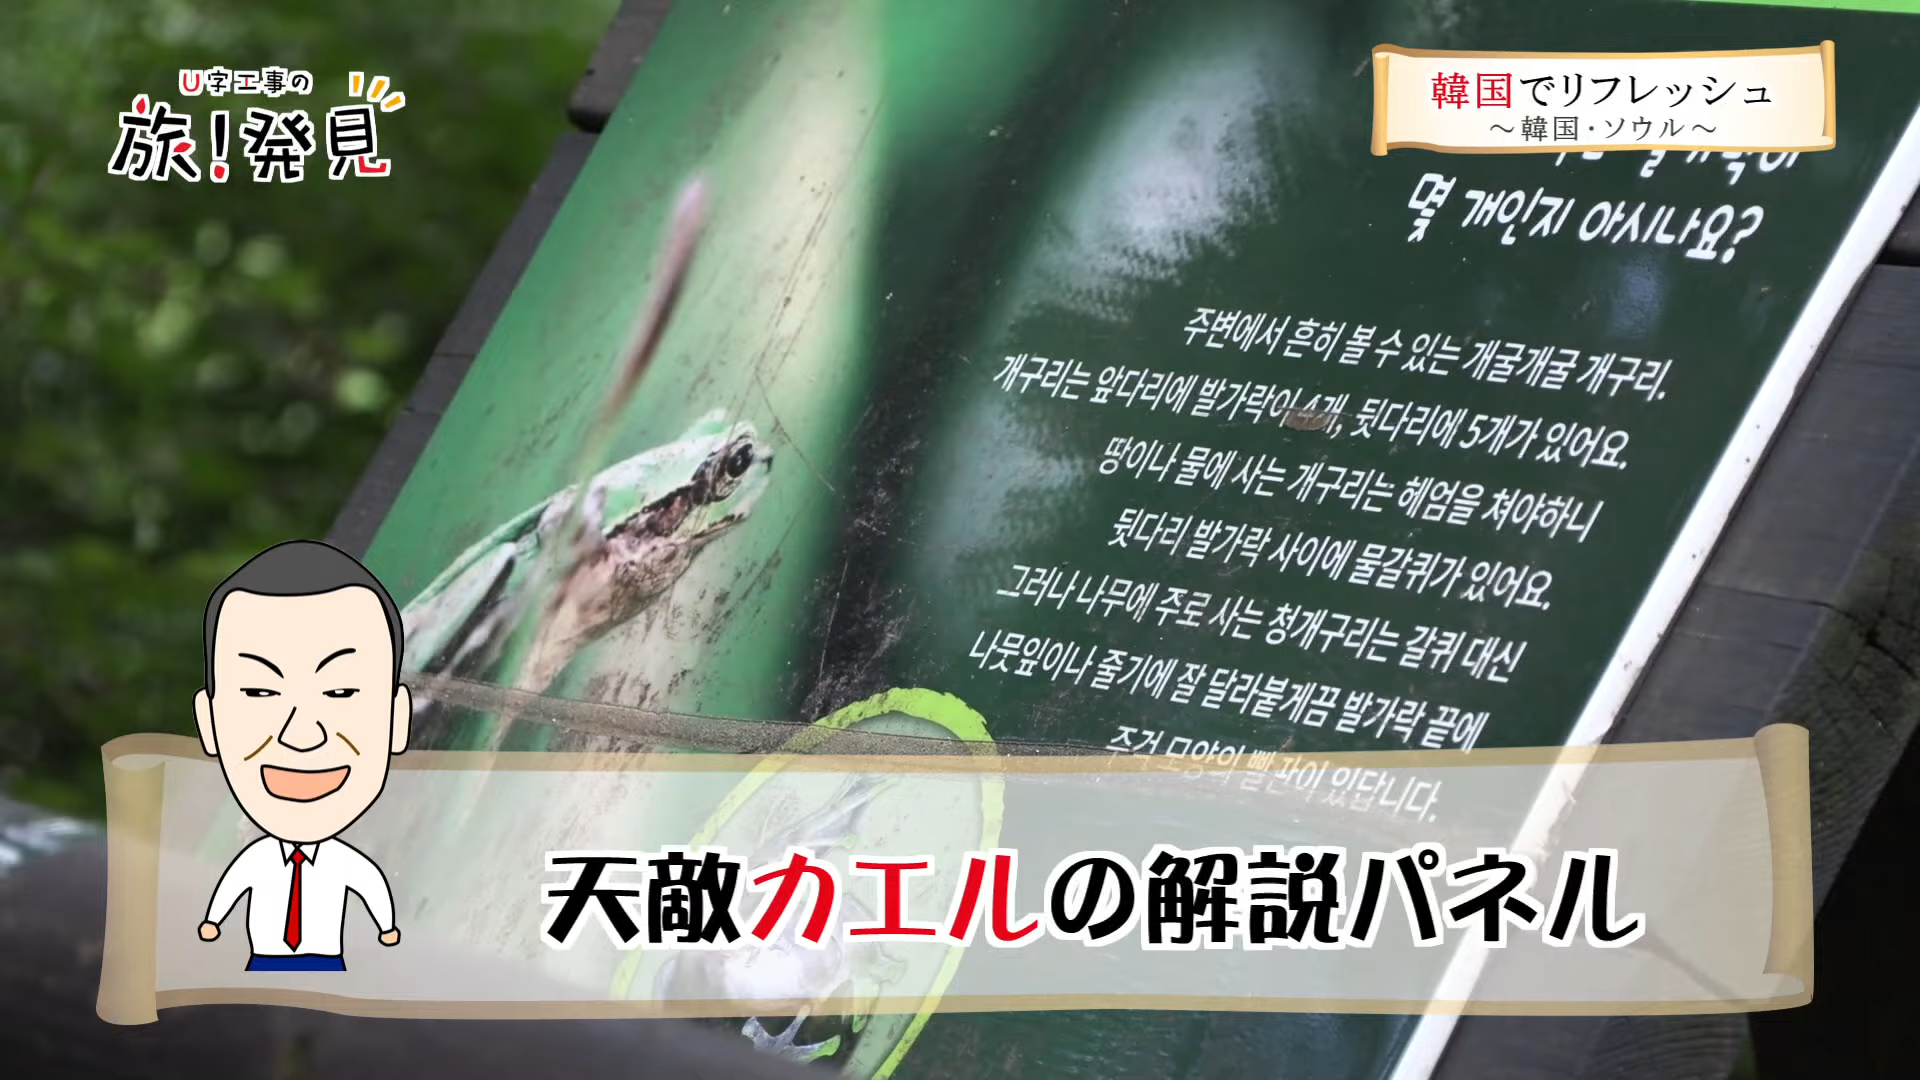 U字工事の
旅!発見
韓国でリフレッシュ
～韓国・ソウル～
몇 개인지 아시나요?
주변에서 흔히 볼 수 있는 개굴개굴 개구리.
개구리는 앞다리에 발가락이 4개, 뒷다리에 5개가 있어요.
땅이나 물에 사는 개구리는 헤엄을 쳐야하니
뒷다리 발가락 사이에 물갈퀴가 있어요.
그러나 나무에 주로 사는 청개구리는 갈퀴 대신
나뭇잎이나 줄기에 잘 달라붙게끔 발가락 끝에
주걱 모양의 빨판이 있답니다.
天敵カエルの解説パネル